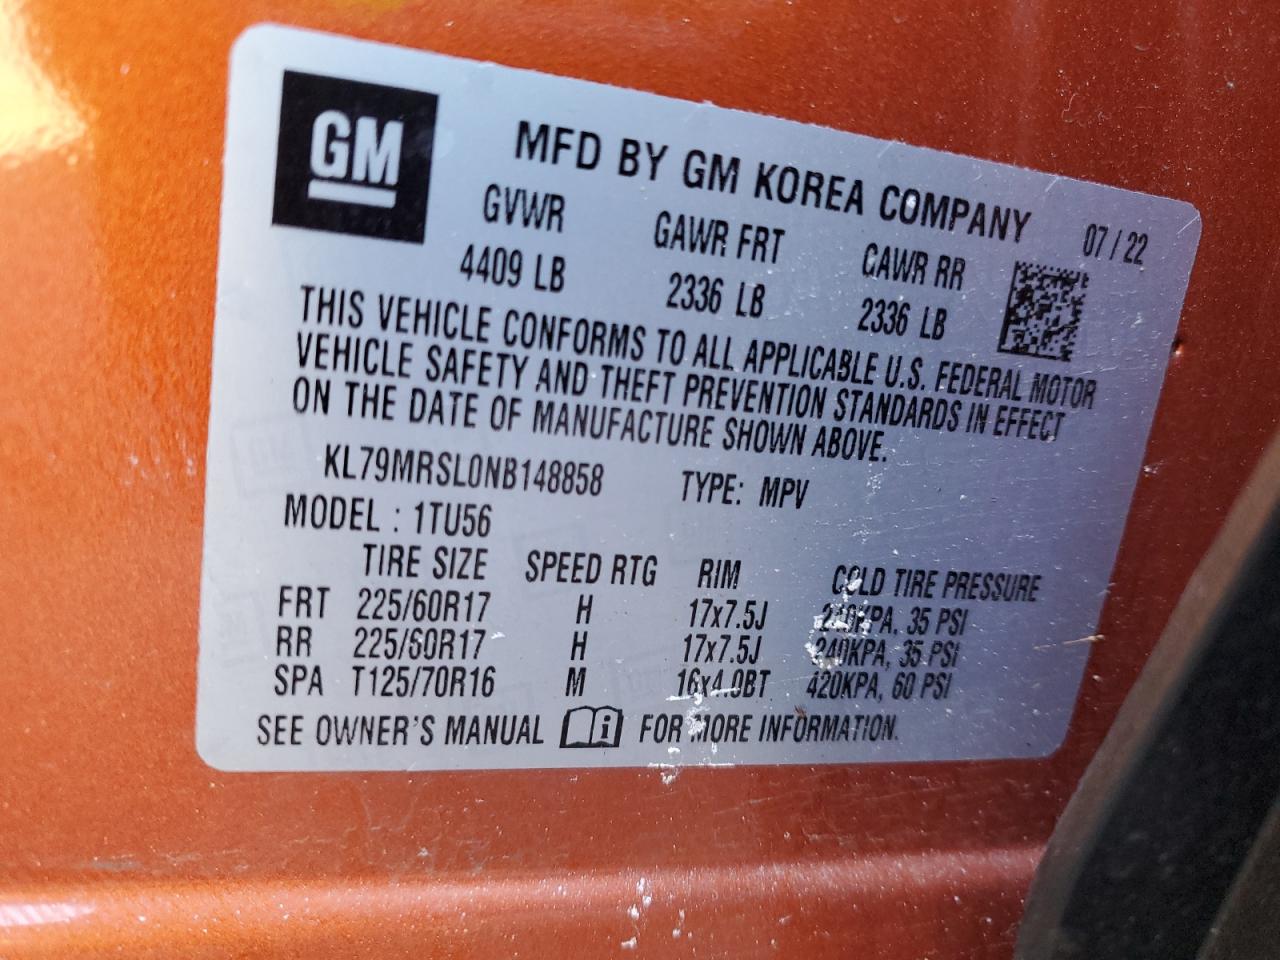 GM
MFD BY GM KOREA COMPANY 07 / 22
GVWR GAWR FRT GAWR RR
4409 LB 2336 LB 2336 LB
THIS VEHICLE CONFORMS TO ALL APPLICABLE U.S. FEDERAL MOTOR
VEHICLE SAFETY AND THEFT PREVENTION STANDARDS IN EFFECT
ON THE DATE OF MANUFACTURE SHOWN ABOVE.
KL79MRSL0NB148858 TYPE: MPV
MODEL : 1TU56
TIRE SIZE SPEED RTG RIM COLD TIRE PRESSURE
FRT 225/60R17 H 17x7.5J 240KPA, 35 PSI
RR 225/60R17 H 17x7.5J 240KPA, 35 PSI
SPA T125/70R16 M 16x4.0BT 420KPA, 60 PSI
SEE OWNER'S MANUAL i FOR MORE INFORMATION.